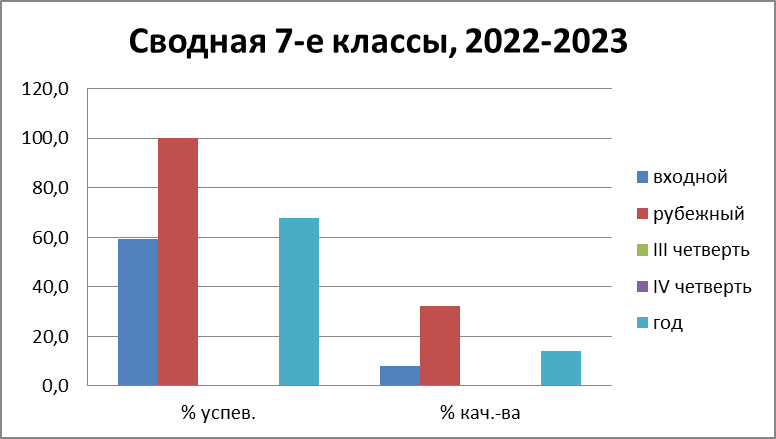 Сводная 7-е классы, 2022-2023
120,0
100,0
80,0
60,0
40,0
20,0
0,0
% успев.
% кач.-ва
входной
рубежный
III четверть
IV четверть
год